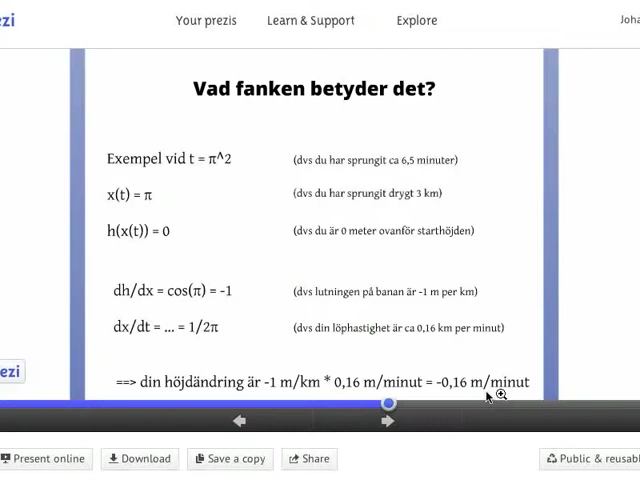 ezi Your prezis Learn & Support Explore Joha
Vad fanken betyder det?
Exempel vid t = π^2 (dvs du har sprungit ca 6,5 minuter)
x(t) = π (dvs du har sprungit drygt 3 km)
h(x(t)) = 0 (dvs du är 0 meter ovanför starthöjden)
dh/dx = cos(π) = -1 (dvs lutningen på banan är -1 m per km)
dx/dt = ... = 1/2π (dvs din löphastighet är ca 0,16 km per minut)
ezi
==> din höjdändring är -1 m/km * 0,16 m/minut = -0,16 m/minut
Present online Download Save a copy Share Public & reusabl